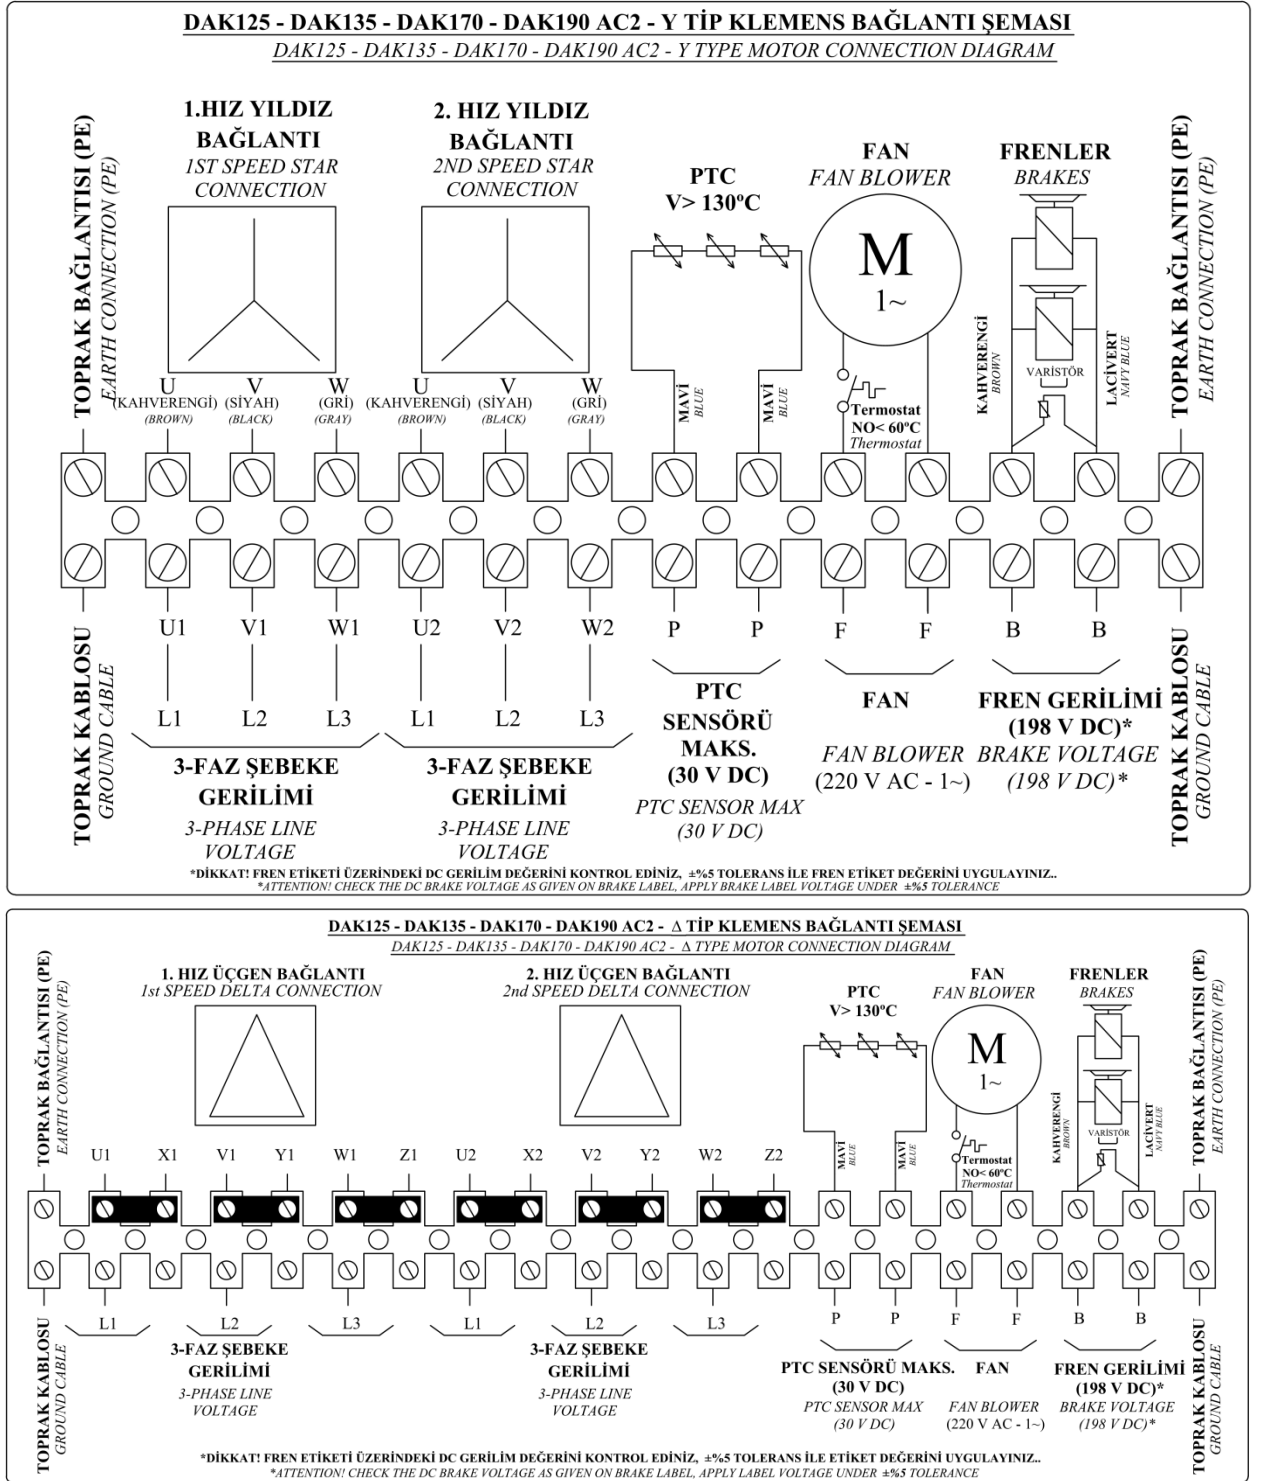 DAK125 - DAK135 - DAK170 - DAK190 AC2 - Y TİP KLEMENS BAĞLANTI ŞEMASI
DAK125 - DAK135 - DAK170 - DAK190 AC2 - Y TYPE MOTOR CONNECTION DIAGRAM
TOPRAK BAĞLANTISI (PE)
EARTH CONNECTION (PE)
1.HIZ YILDIZ
BAĞLANTI
1ST SPEED STAR
CONNECTION
2. HIZ YILDIZ
BAĞLANTI
2ND SPEED STAR
CONNECTION
PTC
V> 130ºC
FAN
FAN BLOWER
M
1~
FRENLER
BRAKES
TOPRAK BAĞLANTISI (PE)
EARTH CONNECTION (PE)
KAHVERENGİ
BROWN
LACİVERT
NAVY BLUE
VARİSTÖR
MAVİ
BLUE
MAVİ
BLUE
Termostat
NO< 60ºC
Thermostat
U V W U V W
(KAHVERENGİ) (SİYAH) (GRİ) (KAHVERENGİ) (SİYAH) (GRİ)
(BROWN) (BLACK) (GRAY) (BROWN) (BLACK) (GRAY)
U1 V1 W1 U2 V2 W2 P P F F B B
L1 L2 L3 L1 L2 L3
TOPRAK KABLOSU
GROUND CABLE
3-FAZ ŞEBEKE
GERİLİMİ
3-PHASE LINE
VOLTAGE
3-FAZ ŞEBEKE
GERİLİMİ
3-PHASE LINE
VOLTAGE
PTC
SENSÖRÜ
MAKS.
(30 V DC)
PTC SENSOR MAX
(30 V DC)
FAN
FAN BLOWER
(220 V AC - 1~)
FREN GERİLİMİ
(198 V DC)*
BRAKE VOLTAGE
(198 V DC)*
TOPRAK KABLOSU
GROUND CABLE
*DİKKAT! FREN ETİKETİ ÜZERİNDEKİ DC GERİLİM DEĞERİNİ KONTROL EDİNİZ, ±%5 TOLERANS İLE FREN ETİKET DEĞERİNİ UYGULAYINIZ..
*ATTENTION! CHECK THE DC BRAKE VOLTAGE AS GIVEN ON BRAKE LABEL, APPLY BRAKE LABEL VOLTAGE UNDER ±%5 TOLERANCE
DAK125 - DAK135 - DAK170 - DAK190 AC2 - Δ TİP KLEMENS BAĞLANTI ŞEMASI
DAK125 - DAK135 - DAK170 - DAK190 AC2 - Δ TYPE MOTOR CONNECTION DIAGRAM
TOPRAK BAĞLANTISI (PE)
EARTH CONNECTION (PE)
1. HIZ ÜÇGEN BAĞLANTI
1st SPEED DELTA CONNECTION
2. HIZ ÜÇGEN BAĞLANTI
2nd SPEED DELTA CONNECTION
PTC
V> 130ºC
FAN
FAN BLOWER
M
1~
FRENLER
BRAKES
TOPRAK BAĞLANTISI (PE)
EARTH CONNECTION (PE)
KAHVERENGİ
BROWN
LACİVERT
NAVY BLUE
VARİSTÖR
MAVİ
BLUE
MAVİ
BLUE
Termostat
NO< 60ºC
Thermostat
U1 X1 V1 Y1 W1 Z1 U2 X2 V2 Y2 W2 Z2
L1 L2 L3 L1 L2 L3 P P F F B B
TOPRAK KABLOSU
GROUND CABLE
3-FAZ ŞEBEKE
GERİLİMİ
3-PHASE LINE
VOLTAGE
3-FAZ ŞEBEKE
GERİLİMİ
3-PHASE LINE
VOLTAGE
PTC SENSÖRÜ MAKS.
(30 V DC)
PTC SENSOR MAX
(30 V DC)
FAN
FAN BLOWER
(220 V AC - 1~)
FREN GERİLİMİ
(198 V DC)*
BRAKE VOLTAGE
(198 V DC)*
TOPRAK KABLOSU
GROUND CABLE
*DİKKAT! FREN ETİKETİ ÜZERİNDEKİ DC GERİLİM DEĞERİNİ KONTROL EDİNİZ, ±%5 TOLERANS İLE ETİKET DEĞERİNİ UYGULAYINIZ..
*ATTENTION! CHECK THE DC BRAKE VOLTAGE AS GIVEN ON BRAKE LABEL, APPLY LABEL VOLTAGE UNDER ±%5 TOLERANCE